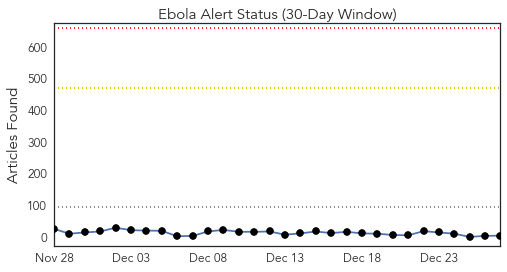 Ebola Alert Status (30-Day Window)
Articles Found
600
500
400
300
200
100
0
Nov 28 Dec 03 Dec 08 Dec 13 Dec 18 Dec 23